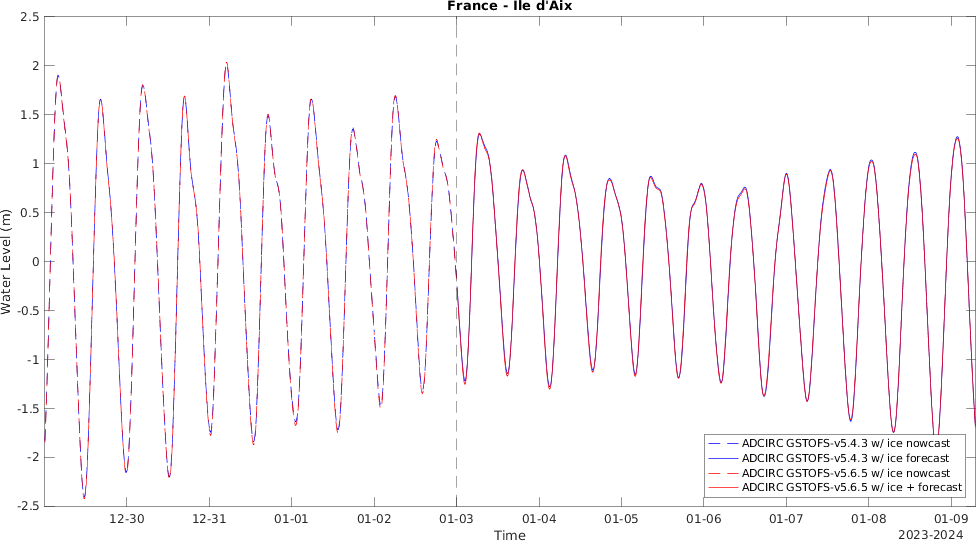 France - Ile d'Aix
2.5
2
1.5
1
0.5
0
-0.5
-1
-1.5
-2
-2.5
Water Level (m)
ADCIRC GSTOFS-v5.4.3 w/ ice nowcast
ADCIRC GSTOFS-v5.4.3 w/ ice forecast
ADCIRC GSTOFS-v5.6.5 w/ ice nowcast
ADCIRC GSTOFS-v5.6.5 w/ ice + forecast
12-30 12-31 01-01 01-02 01-03 01-04 01-05 01-06 01-07 01-08 01-09
Time
2023-2024